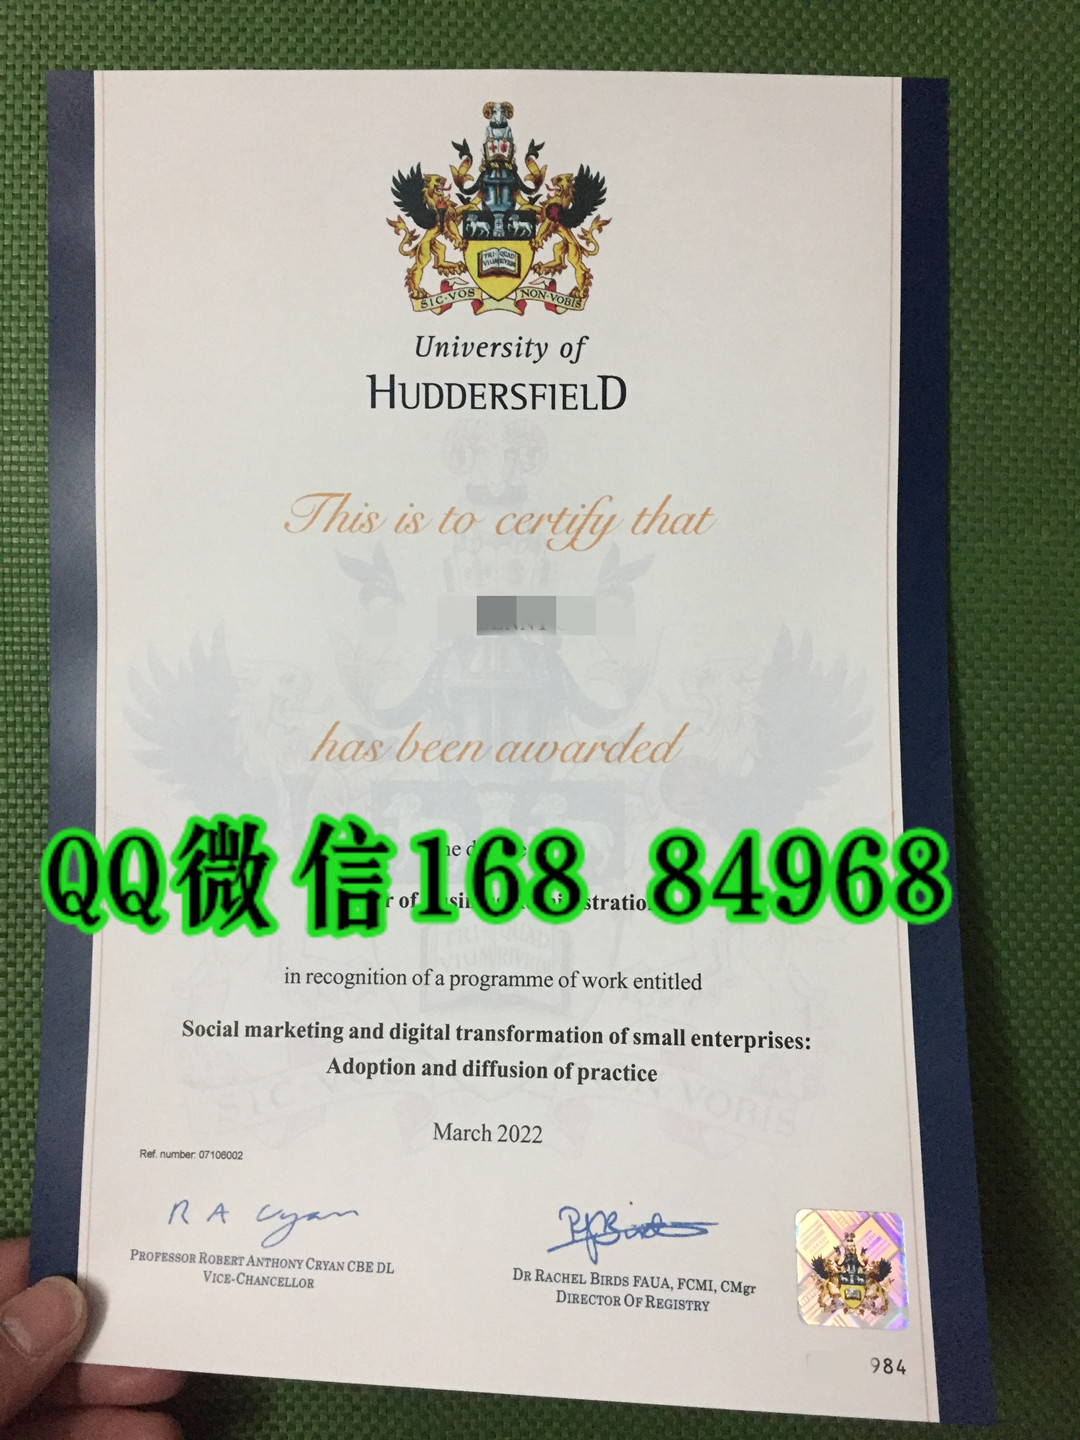 SIC·VOS NON·VOBIS
University of
HUDDERSFIELD
This is to certify that
has been awarded
QQ微信168 84968
in recognition of a programme of work entitled
Social marketing and digital transformation of small enterprises:
Adoption and diffusion of practice
March 2022
Ref. number: 07106002
R A Cryan
PROFESSOR ROBERT ANTHONY CRYAN CBE DL
VICE-CHANCELLOR
DR RACHEL BIRDS FAUA, FCMI, CMgr
DIRECTOR OF REGISTRY
984